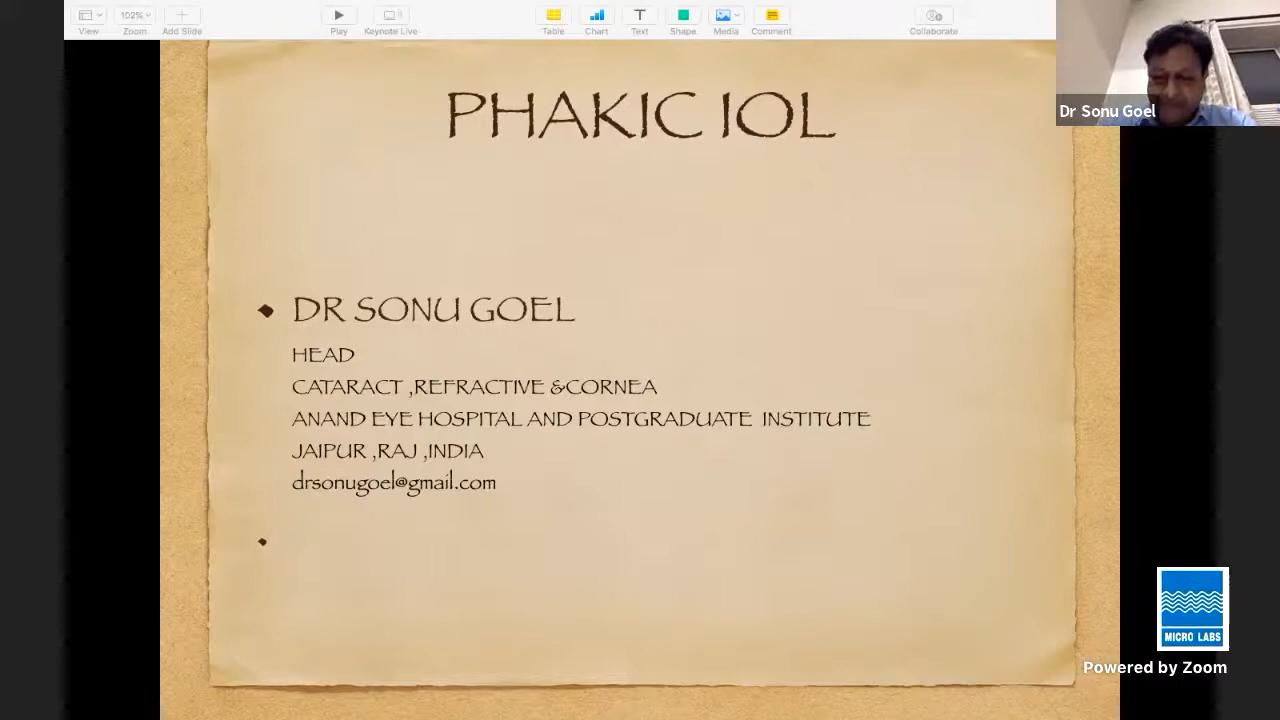 View
102%
Zoom
Add Slide
Play
Keynote Live
Table
Chart
Text
Shape
Media
Comment
Collaborate
Dr Sonu Goel
PHAKIC IOL
DR SONU GOEL
HEAD
CATARACT ,REFRACTIVE &CORNEA
ANAND EYE HOSPITAL AND POSTGRADUATE INSTITUTE
JAIPUR ,RAJ ,INDIA
drsonugoel@gmail.com
MICRO LABS
Powered by Zoom